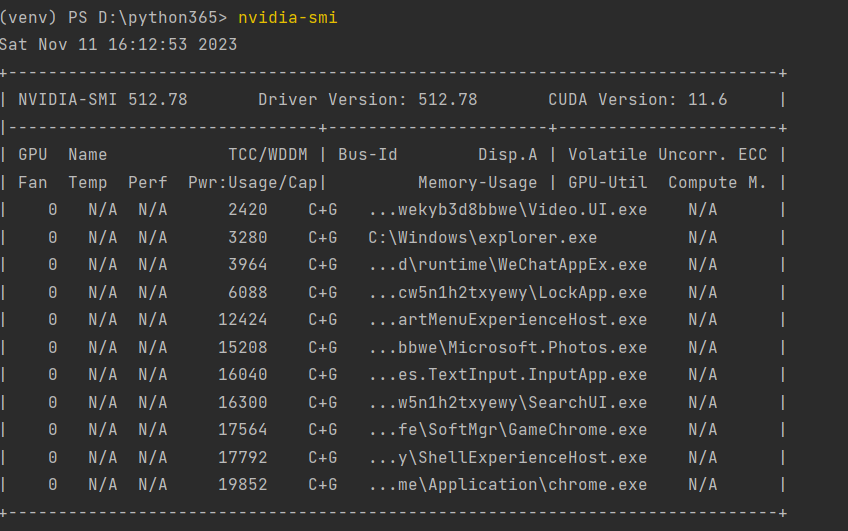 (venv) PS D:\python365> nvidia-smi
Sat Nov 11 16:12:53 2023
+-----------------------------------------------------------------------------+
| NVIDIA-SMI 512.78       Driver Version: 512.78       CUDA Version: 11.6     |
|-------------------------------+----------------------+----------------------+
| GPU  Name            TCC/WDDM | Bus-Id        Disp.A | Volatile Uncorr. ECC |
| Fan  Temp  Perf  Pwr:Usage/Cap|         Memory-Usage | GPU-Util  Compute M. |
|    0   N/A  N/A      2420    C+G   ...wekyb3d8bbwe\Video.UI.exe    N/A      |
|    0   N/A  N/A      3280    C+G   C:\Windows\explorer.exe         N/A      |
|    0   N/A  N/A      3964    C+G   ...d\runtime\WeChatAppEx.exe    N/A      |
|    0   N/A  N/A      6088    C+G   ...cw5n1h2txyewy\LockApp.exe    N/A      |
|    0   N/A  N/A     12424    C+G   ...artMenuExperienceHost.exe    N/A      |
|    0   N/A  N/A     15208    C+G   ...bbwe\Microsoft.Photos.exe    N/A      |
|    0   N/A  N/A     16040    C+G   ...es.TextInput.InputApp.exe    N/A      |
|    0   N/A  N/A     16300    C+G   ...w5n1h2txyewy\SearchUI.exe    N/A      |
|    0   N/A  N/A     17564    C+G   ...fe\SoftMgr\GameChrome.exe    N/A      |
|    0   N/A  N/A     17792    C+G   ...y\ShellExperienceHost.exe    N/A      |
|    0   N/A  N/A     19852    C+G   ...me\Application\chrome.exe    N/A      |
+-----------------------------------------------------------------------------+